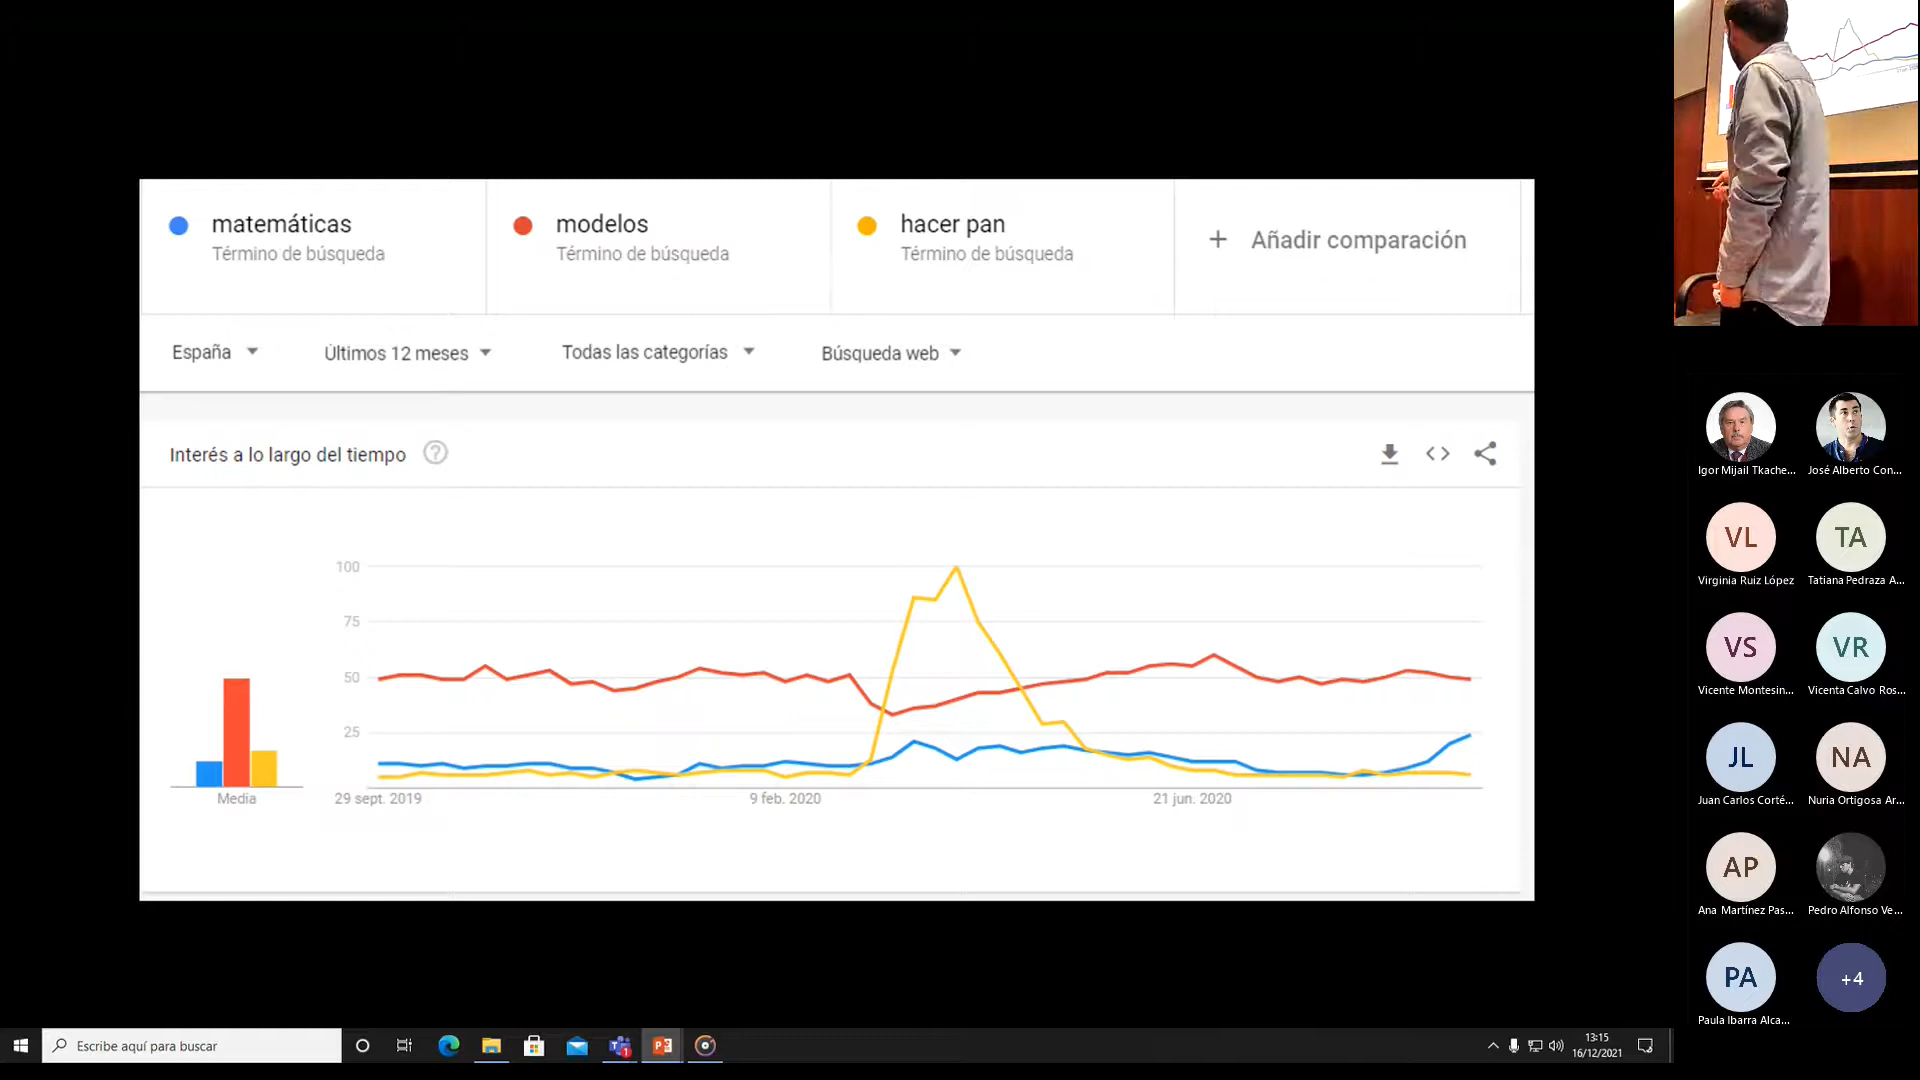 matemáticas
Término de búsqueda
modelos
Término de búsqueda
hacer pan
Término de búsqueda
+ Añadir comparación
España
Últimos 12 meses
Todas las categorías
Búsqueda web
Interés a lo largo del tiempo ?
100
75
50
25
Media
29 sept. 2019
9 feb. 2020
21 jun. 2020
Igor Mijail Tkache...
José Alberto Con...
VL
TA
Virginia Ruiz López
Tatiana Pedraza A...
VS
VR
Vicente Montesin...
Vicenta Calvo Ros...
JL
NA
Juan Carlos Corté...
Nuria Ortigosa Ar...
AP
Ana Martínez Pas...
Pedro Alfonso Ve...
PA
+4
Paula Ibarra Alca...
Escribe aquí para buscar
13:15
16/12/2021